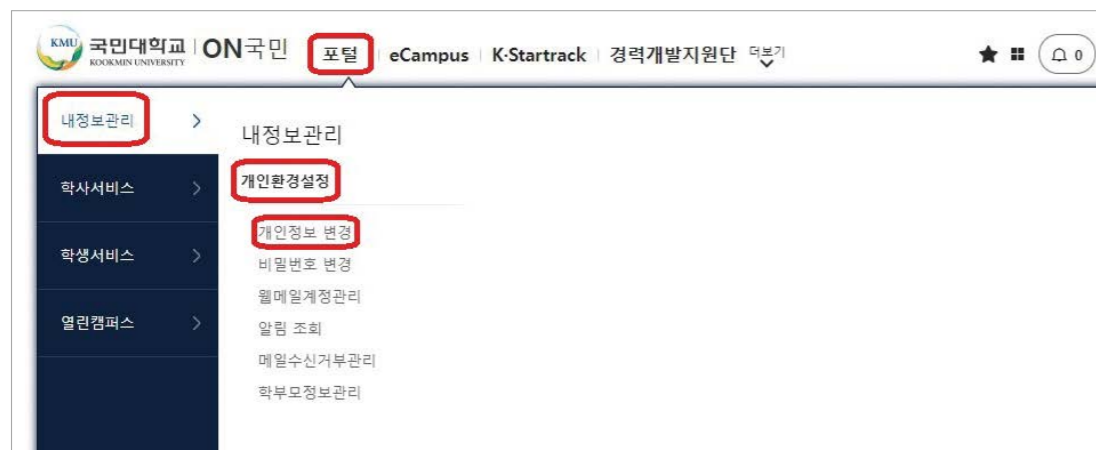 KMU 국민대학교 ON국민 포털 eCampus K·Startrack 경력개발지원단 더보기 0
KOOKMIN UNIVERSITY
내정보관리
학사서비스
학생서비스
열린캠퍼스
내정보관리
개인환경설정
개인정보 변경
비밀번호 변경
웹메일계정관리
알림 조회
메일수신거부관리
학부모정보관리